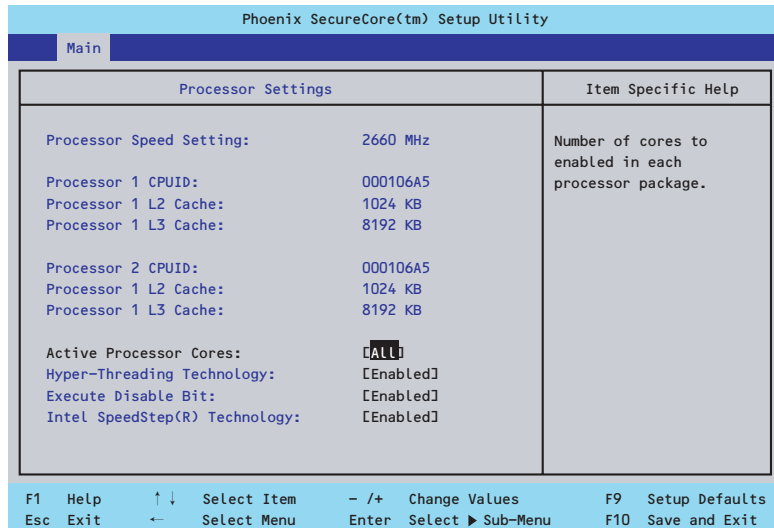 Phoenix SecureCore(tm) Setup Utility
Main
Processor Settings
Item Specific Help
Processor Speed Setting: 2660 MHz
Number of cores to
enabled in each
processor package.
Processor 1 CPUID: 000106A5
Processor 1 L2 Cache: 1024 KB
Processor 1 L3 Cache: 8192 KB
Processor 2 CPUID: 000106A5
Processor 1 L2 Cache: 1024 KB
Processor 1 L3 Cache: 8192 KB
Active Processor Cores: [All]
Hyper-Threading Technology: [Enabled]
Execute Disable Bit: [Enabled]
Intel SpeedStep(R) Technology: [Enabled]
F1 Help ↑↓ Select Item - /+ Change Values F9 Setup Defaults
Esc Exit ← Select Menu Enter Select ▶ Sub-Menu F10 Save and Exit